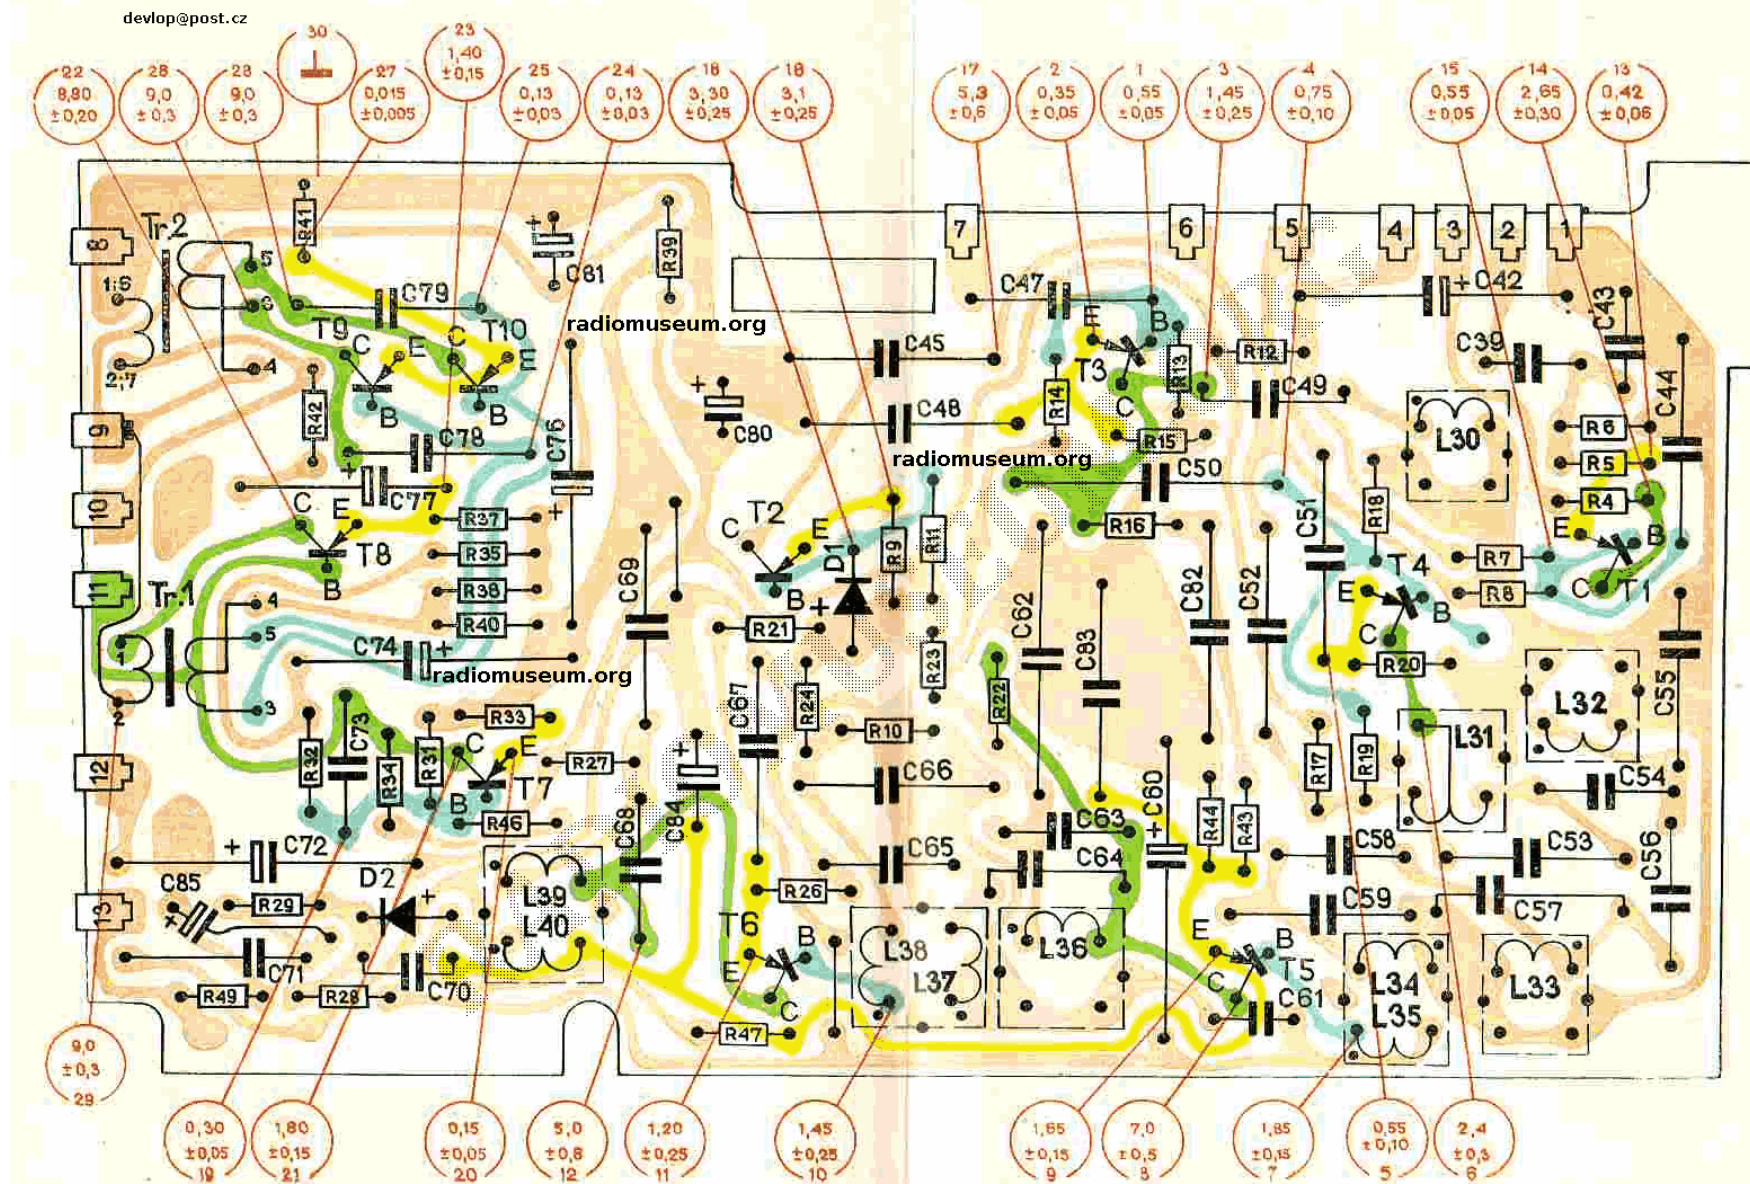 devlop@post.cz
30
23
1,40
±0,15
22
8,80
±0,20
28
9,0
±0,3
28
9,0
±0,3
27
0,015
±0,005
25
0,13
±0,03
24
0,13
±0,03
18
3,30
±0,25
18
3,1
±0,25
17
5,3
±0,6
2
0,35
±0,05
1
0,55
±0,05
3
1,45
±0,25
4
0,75
±0,10
15
0,55
±0,05
14
2,65
±0,30
13
0,42
±0,06
8
Tr.2
R41
C81
R39
7
6
5
4
3
2
1
1;6
5
3
4
2;7
C79
T9
T10
C
E
C
E
B
B
radiomuseum.org
C47
E
B
T3
C
R13
R12
C42
C39
C43
C44
C45
C48
R14
R15
C49
L30
R6
R5
R4
9
R42
C78
C76
C80
radiomuseum.org
C50
C51
R18
10
C77
C
E
T8
B
R37
R35
R38
R40
C69
T2
C
E
B
D1
+
R9
R11
R16
C62
C83
C82
C52
T4
E
B
C
R7
R8
E
B
C
T1
11
Tr.1
1
2
4
5
3
C74
+
radiomuseum.org
R21
R23
R24
R22
R20
L32
C55
12
R32
C73
R34
R31
R33
C
E
T7
B
R46
R27
C67
R10
C66
C60
R17
R19
L31
C54
C68
C84
C63
C64
R44
R43
C58
C53
C56
+
C72
C85
D2
+
R29
L39
L40
C65
R26
L36
C59
C57
13
C71
C70
R49
R28
T6
E
B
C
R47
L38
L37
E
B
T5
C
C61
L34
L35
L33
9,0
±0,3
29
0,30
±0,05
19
1,80
±0,15
21
0,15
±0,05
20
5,0
±0,8
12
1,20
±0,25
11
1,45
±0,25
10
1,65
±0,15
9
7,0
±0,5
8
1,85
±0,15
7
0,55
±0,10
5
2,4
±0,3
6